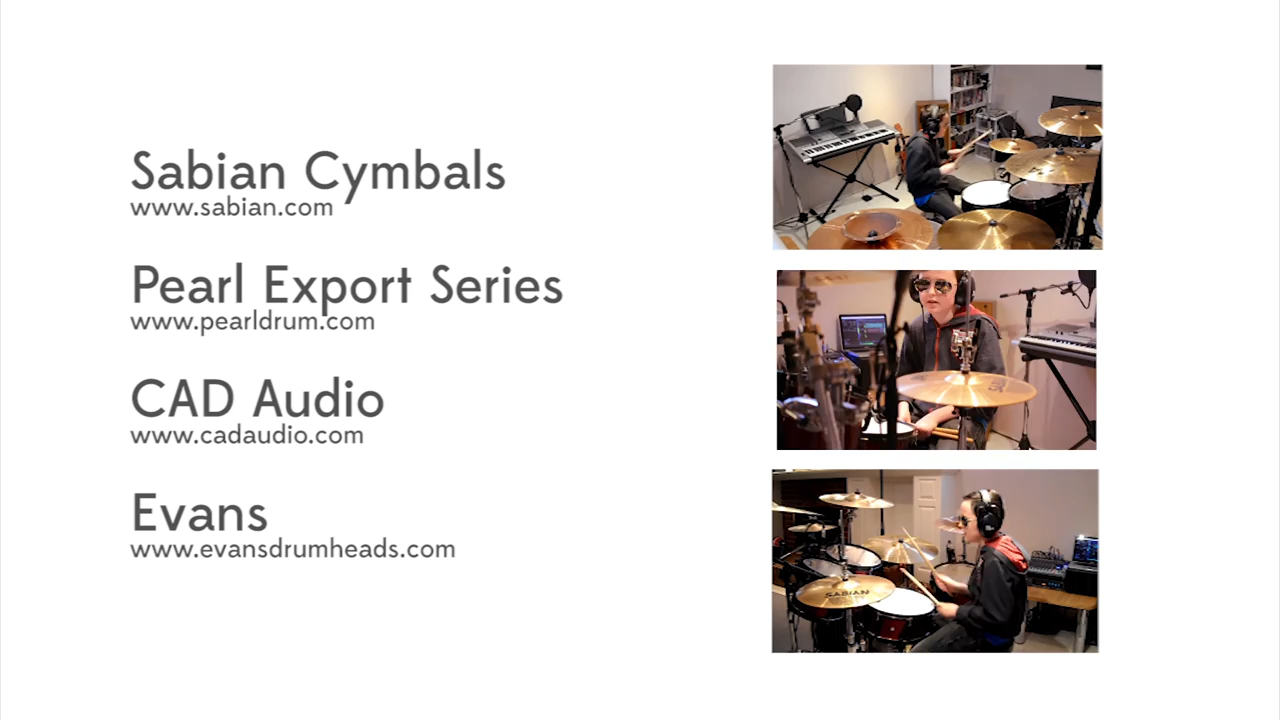 Sabian Cymbals
www.sabian.com
Pearl Export Series
www.pearldrum.com
CAD Audio
www.cadaudio.com
Evans
www.evansdrumheads.com
SABIAN